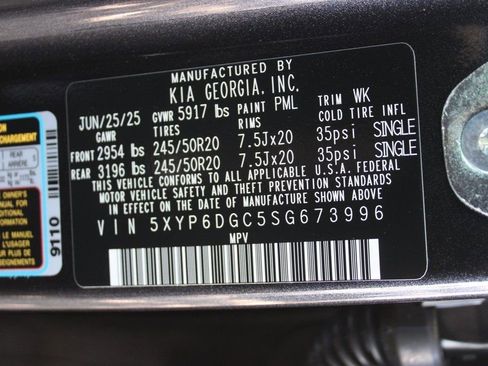 MANUFACTURED BY
KIA GEORGIA, INC.
JUN/25/25 GVWR 5917 lbs PAINT PML TRIM WK
GAWR TIRES RIMS COLD TIRE INFL
FRONT 2954 lbs 245/50R20 7.5Jx20 35psi SINGLE
REAR 3196 lbs 245/50R20 7.5Jx20 35psi SINGLE
THIS VEHICLE CONFORMS TO ALL APPLICABLE U.S.A. FEDERAL
MOTOR VEHICLE SAFETY AND THEFT PREVENTION STANDARDS
IN EFFECT ON THE DATE OF MANUFACTURE SHOWN ABOVE.
VIN 5XYP6DGC5SG673996
MPV
REAR
ARRIÈRE
9110